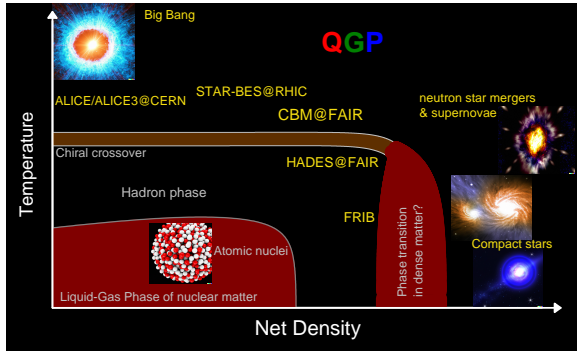 Big Bang
QGP
STAR-BES@RHIC
ALICE/ALICE3@CERN
neutron star mergers
& supernovae
CBM@FAIR
Chiral crossover
HADES@FAIR
Hadron phase
FRIB
Atomic nuclei
Compact stars
Phase transition
in dense matter?
Liquid-Gas Phase of nuclear matter
Temperature
Net Density